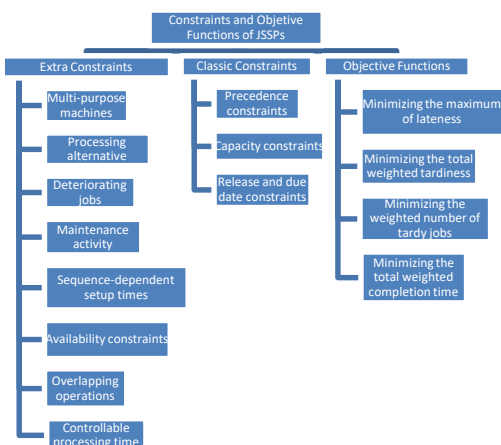 Constraints and Objetive
Functions of JSSPs
Extra Constraints
Multi-purpose
machines
Processing
alternative
Deteriorating
jobs
Maintenance
activity
Sequence-dependent
setup times
Availability constraints
Overlapping
operations
Controllable
processing time
Classic Constraints
Precedence
constraints
Capacity constraints
Release and due
date constraints
Objective Functions
Minimizing the maximum
of lateness
Minimizing the total
weighted tardiness
Minimizing the
weighted number of
tardy jobs
Minimizing the
total weighted
completion time